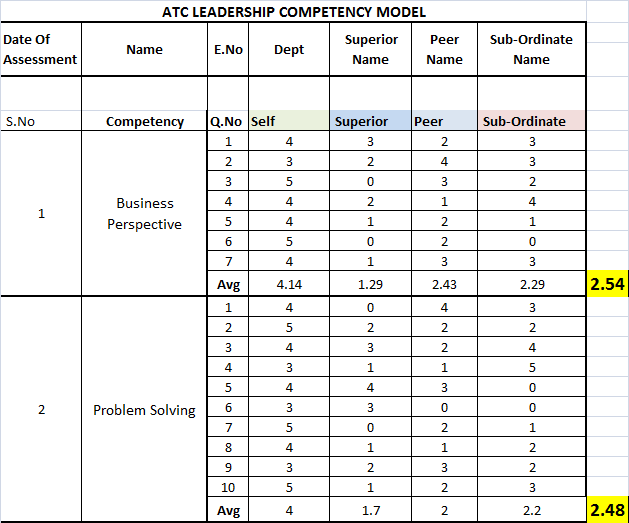 ATC LEADERSHIP COMPETENCY MODEL
Date Of Assessment Name E.No Dept Superior Name Peer Name Sub-Ordinate Name
S.No Competency Q.No Self Superior Peer Sub-Ordinate
1 Business Perspective
1 4 3 2 3
2 3 2 4 3
3 5 0 3 2
4 4 2 1 4
5 4 1 2 1
6 5 0 2 0
7 4 1 3 3
Avg 4.14 1.29 2.43 2.29 2.54
2 Problem Solving
1 4 0 4 3
2 5 2 2 2
3 4 3 2 4
4 3 1 1 5
5 4 4 3 0
6 3 3 0 0
7 5 0 2 1
8 4 1 1 2
9 3 2 3 2
10 5 1 2 3
Avg 4 1.7 2 2.2 2.48